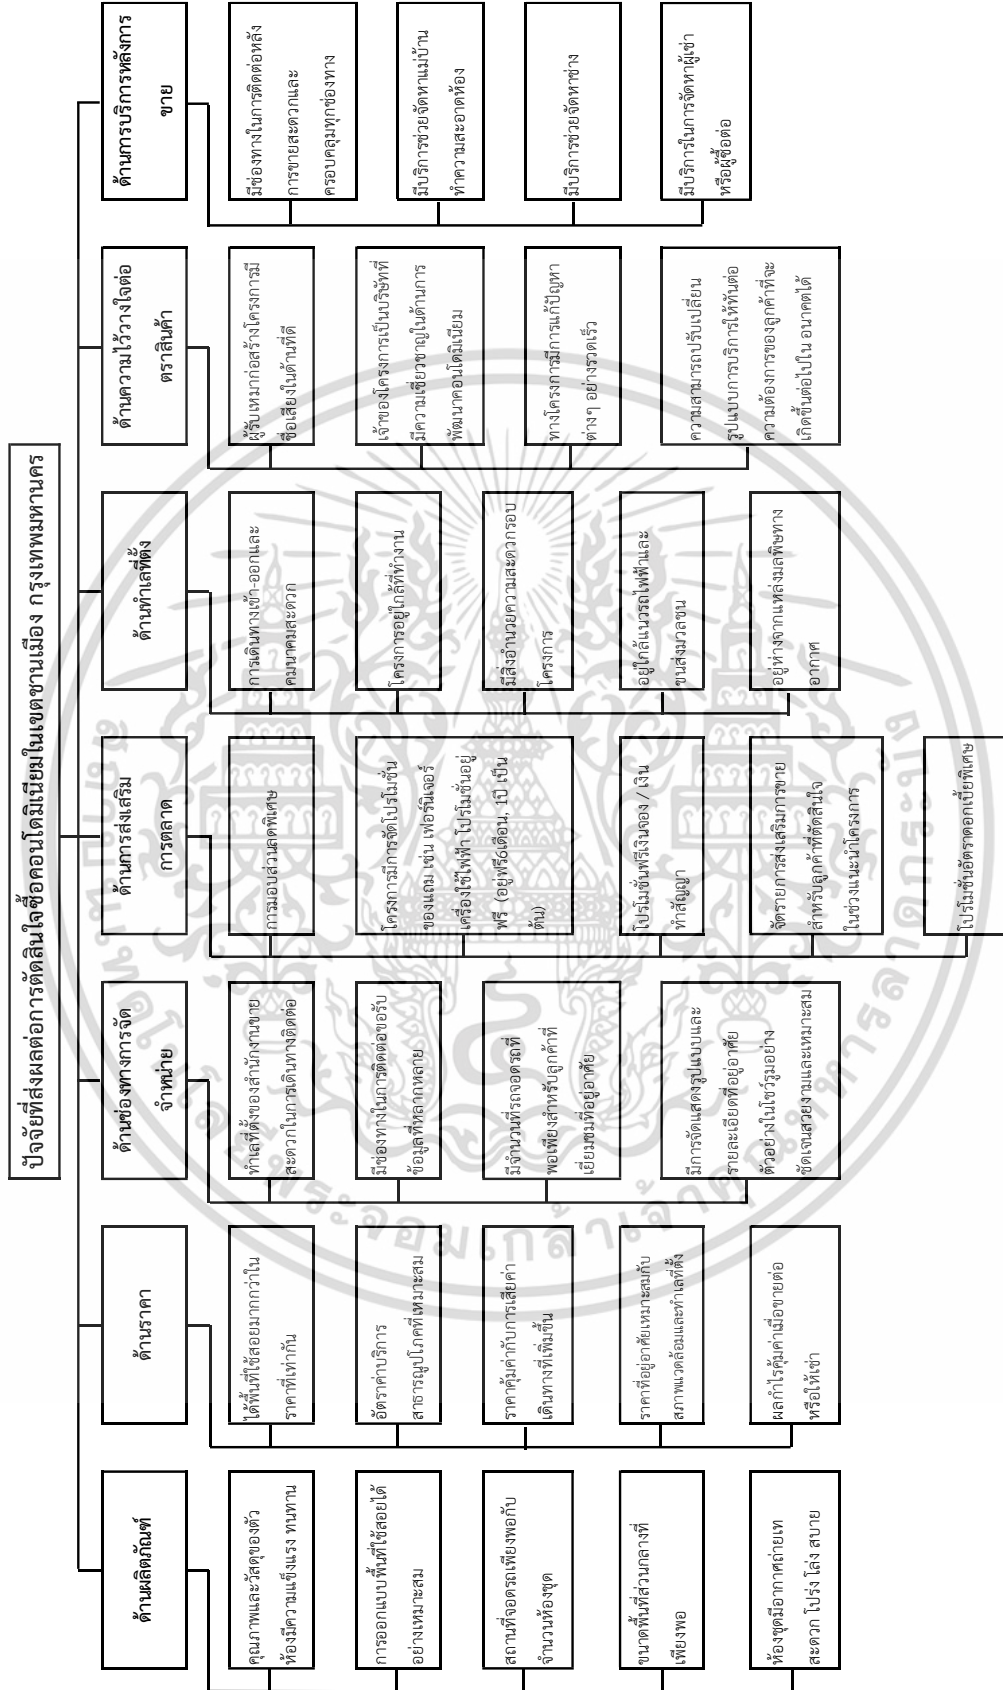 ปัจจัยที่ส่งผลต่อการตัดสินใจซื้อคอนโดมิเนียมในเขตชานเมือง กรุงเทพมหานคร
ด้านผลิตภัณฑ์
คุณภาพและวัสดุของตัว
ห้องมีความแข็งแรง ทนทาน
การออกแบบพื้นที่ใช้สอยได้
อย่างเหมาะสม
สถานที่จอดรถเพียงพอกับ
จำนวนห้องชุด
ขนาดพื้นที่ส่วนกลางที่
เพียงพอ
ห้องชุดมีอากาศถ่ายเท
สะดวก โปร่ง โล่ง สบาย
ด้านราคา
ได้พื้นที่ใช้สอยมากกว่าใน
ราคาที่เท่ากัน
อัตราค่าบริการ
สาธารณูปโภคที่เหมาะสม
ราคาคุ้มค่ากับการเสียค่า
เดินทางที่เพิ่มขึ้น
ราคาที่อยู่อาศัยเหมาะสมกับ
สภาพแวดล้อมและทำเลที่ตั้ง
ผลกำไรคุ้มค่าเมื่อขายต่อ
หรือให้เช่า
ด้านช่องทางการจัด
จำหน่าย
ทำเลที่ตั้งของสำนักงานขาย
สะดวกในการเดินทางติดต่อ
มีช่องทางในการติดต่อขอรับ
ข้อมูลที่หลากหลาย
มีจำนวนที่รถจอดรถที่
พอเพียงสำหรับลูกค้าที่
เยี่ยมชมที่อยู่อาศัย
มีการจัดแสดงรูปแบบและ
รายละเอียดที่อยู่อาศัย
ตัวอย่างในโชว์รูมอย่าง
ชัดเจนสวยงามและเหมาะสม
ด้านการส่งเสริม
การตลาด
การมอบส่วนลดพิเศษ
โครงการมีการจัดโปรโมชั่น
ของแถม เช่น เฟอร์นิเจอร์
เครื่องใช้ไฟฟ้า โปรโมชั่นอยู่
ฟรี (อยู่ฟรี6เดือน, 1ปี เป็น
ต้น)
โปรโมชั่นฟรีเงินจอง / เงิน
ทำสัญญา
จัดรายการส่งเสริมการขาย
สำหรับลูกค้าที่ตัดสินใจ
ในช่วงแนะนำโครงการ
โปรโมชั่นอัตราดอกเบี้ยพิเศษ
ด้านทำเลที่ตั้ง
การเดินทางเข้า-ออกและ
คมนาคมสะดวก
โครงการอยู่ใกล้ที่ทำงาน
มีสิ่งอำนวยความสะดวกรอบ
โครงการ
อยู่ใกล้แนวรถไฟฟ้าและ
ขนส่งมวลชน
อยู่ห่างจากแหล่งมลพิษทาง
อากาศ
ด้านความไว้วางใจต่อ
ตราสินค้า
ผู้รับเหมาก่อสร้างโครงการมี
ชื่อเสียงในด้านที่ดี
เจ้าของโครงการเป็นบริษัทที่
มีความเชี่ยวชาญในด้านการ
พัฒนาคอนโดมิเนียม
ทางโครงการมีการแก้ปัญหา
ต่างๆ อย่างรวดเร็ว
ความสามารถปรับเปลี่ยน
รูปแบบการบริการให้ทันต่อ
ความต้องการของลูกค้าที่จะ
เกิดขึ้นต่อไปใน อนาคตได้
ด้านการบริการหลังการ
ขาย
มีช่องทางในการติดต่อหลัง
การขายสะดวกและ
ครอบคลุมทุกช่องทาง
มีบริการช่วยจัดหาแม่บ้าน
ทำความสะอาดห้อง
มีบริการช่วยจัดหาช่าง
มีบริการในการจัดหาผู้เช่า
หรือผู้ซื้อต่อ